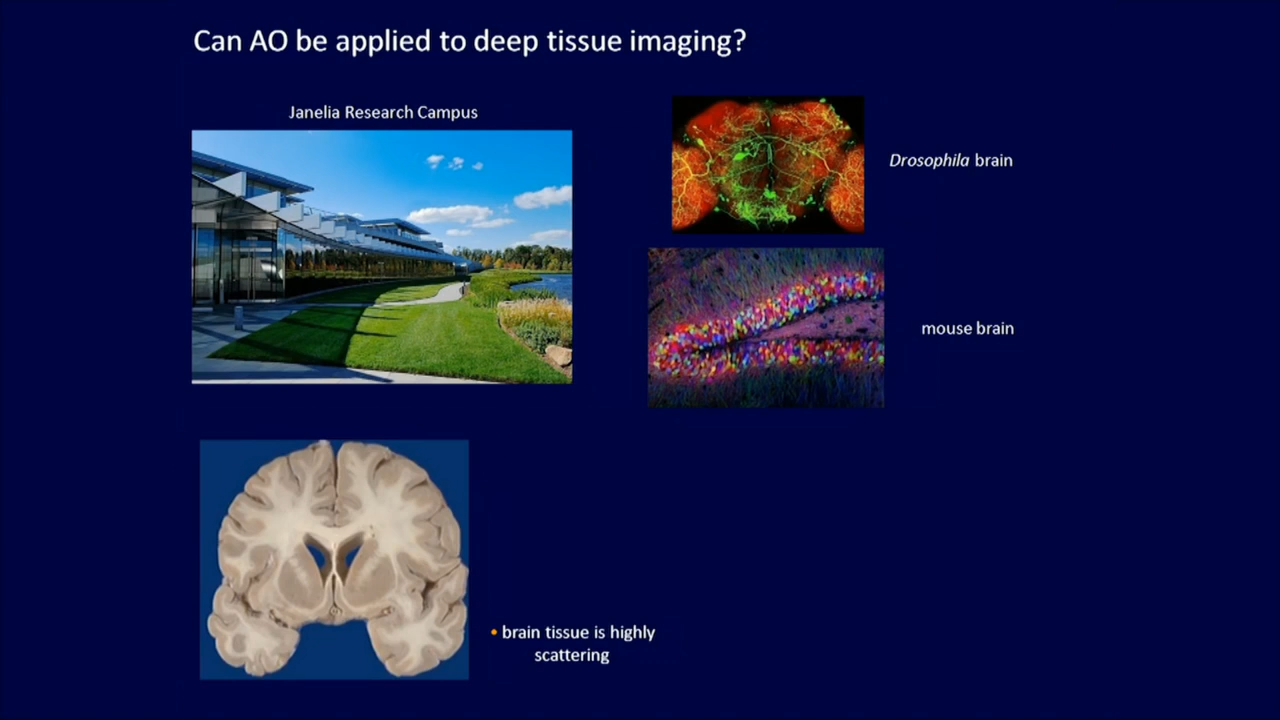 Can AO be applied to deep tissue imaging?
Janelia Research Campus
Drosophila brain
mouse brain
• brain tissue is highly
scattering